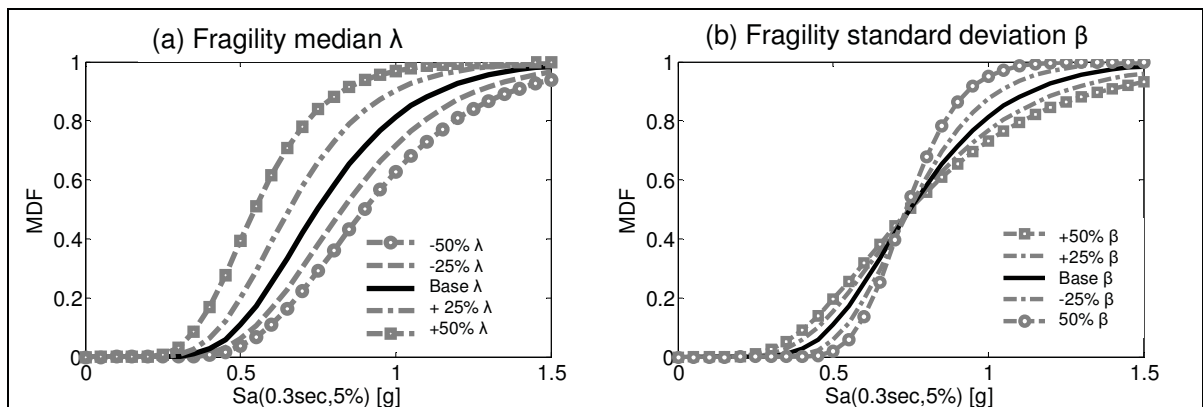 (a) Fragility median λ
1
0.8
0.6
0.4
0.2
0
MDF
-50% λ
-25% λ
Base λ
+ 25% λ
+50% λ
0 0.5 1 1.5
Sa(0.3sec,5%) [g]
(b) Fragility standard deviation β
1
0.8
0.6
0.4
0.2
0
MDF
+50% β
+25% β
Base β
-25% β
50% β
0 0.5 1 1.5
Sa(0.3sec,5%) [g]